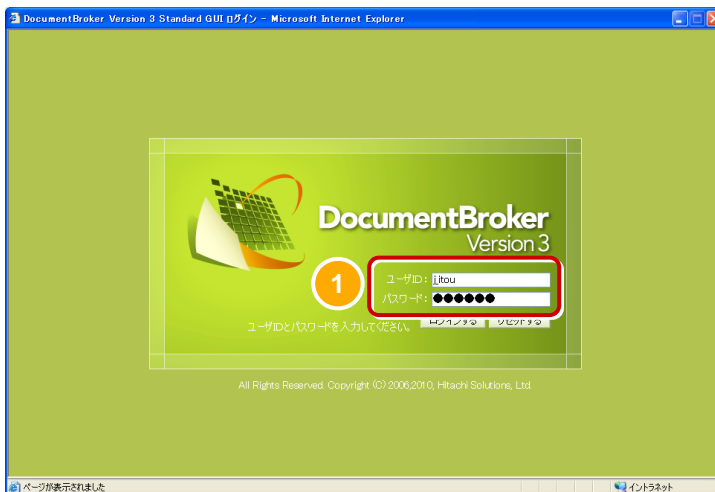 DocumentBroker Version 3 Standard GUI ログイン - Microsoft Internet Explorer
DocumentBroker
Version 3
1
ユーザID： j_itou
パスワード： ●●●●●●
ユーザIDとパスワードを入力してください。 ログインする リセットする
All Rights Reserved. Copyright (C) 2006,2010, Hitachi Solutions, Ltd.
ページが表示されました イントラネット